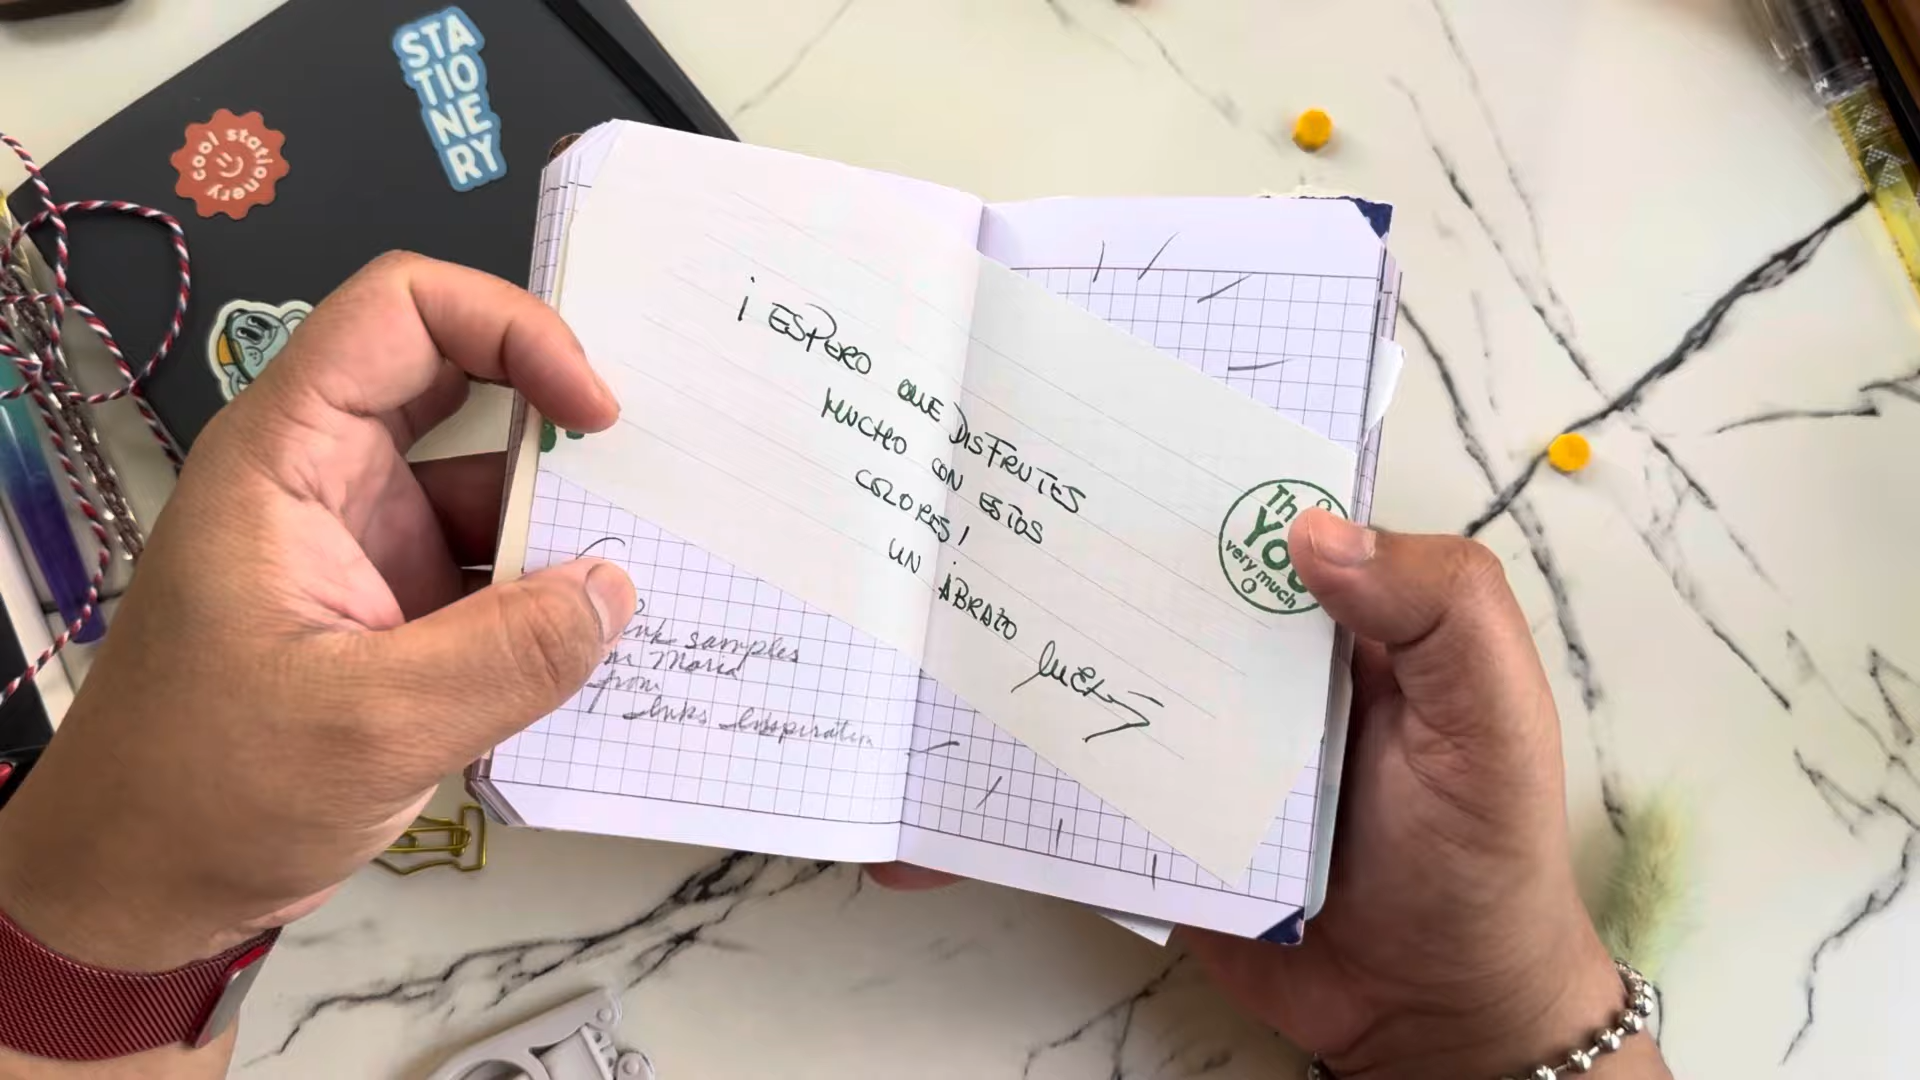 STA
TIO
NE
RY
cool stationery
¡ ESPERO QUE DISFRUTES
MUCHO CON ESTOS
COLORES!
UN ABRAZO
You
very much
ink samples
Maria
from
Inks Inspiration